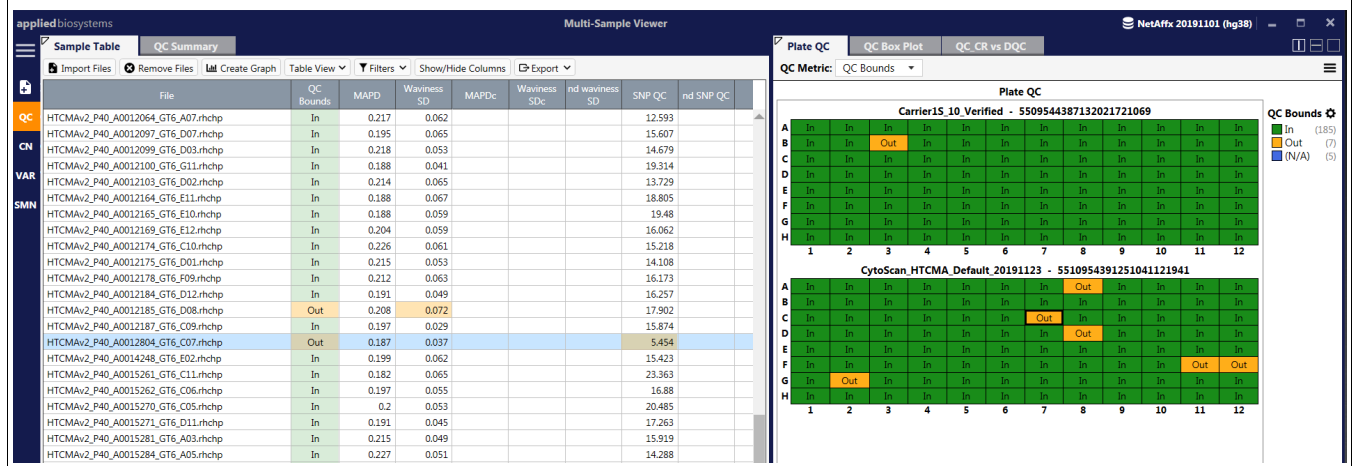 applied biosystems Multi-Sample Viewer NetAffx 20191101 (hg38)
Sample Table QC Summary
Import Files Remove Files Create Graph Table View Filters Show/Hide Columns Export
File QC Bounds MAPD Waviness SD MAPDc Waviness SDc nd waviness SD SNP QC nd SNP QC
HTCMAv2_P40_A0012064_GT6_A07.rhchp In 0.217 0.062 12.593
HTCMAv2_P40_A0012097_GT6_D07.rhchp In 0.195 0.065 15.607
HTCMAv2_P40_A0012099_GT6_D03.rhchp In 0.218 0.053 14.679
HTCMAv2_P40_A0012100_GT6_G11.rhchp In 0.188 0.041 19.314
HTCMAv2_P40_A0012103_GT6_D02.rhchp In 0.214 0.065 13.729
HTCMAv2_P40_A0012164_GT6_E11.rhchp In 0.188 0.067 18.805
HTCMAv2_P40_A0012165_GT6_E10.rhchp In 0.188 0.059 19.48
HTCMAv2_P40_A0012169_GT6_E12.rhchp In 0.204 0.059 16.062
HTCMAv2_P40_A0012174_GT6_C10.rhchp In 0.226 0.061 15.218
HTCMAv2_P40_A0012175_GT6_D01.rhchp In 0.215 0.053 14.108
HTCMAv2_P40_A0012178_GT6_F09.rhchp In 0.212 0.063 16.173
HTCMAv2_P40_A0012184_GT6_D12.rhchp In 0.191 0.049 16.257
HTCMAv2_P40_A0012185_GT6_D08.rhchp Out 0.208 0.072 17.902
HTCMAv2_P40_A0012187_GT6_C09.rhchp In 0.197 0.029 15.874
HTCMAv2_P40_A0012804_GT6_C07.rhchp Out 0.187 0.037 5.454
HTCMAv2_P40_A0014248_GT6_E02.rhchp In 0.199 0.062 15.423
HTCMAv2_P40_A0015261_GT6_C11.rhchp In 0.182 0.065 23.363
HTCMAv2_P40_A0015262_GT6_C06.rhchp In 0.197 0.055 16.88
HTCMAv2_P40_A0015270_GT6_C05.rhchp In 0.2 0.053 20.485
HTCMAv2_P40_A0015271_GT6_D11.rhchp In 0.191 0.045 17.263
HTCMAv2_P40_A0015281_GT6_A03.rhchp In 0.215 0.049 15.919
HTCMAv2_P40_A0015284_GT6_A05.rhchp In 0.227 0.051 14.288
QC
CN
VAR
SMN
Plate QC QC Box Plot QC CR vs DQC
QC Metric: QC Bounds
Plate QC
Carrier1S_10_Verified - 5509544387132021721069
A In In In In In In In In In In In In
B In In Out In In In In In In In In In
C In In In In In In In In In In In In
D In In In In In In In In In In In In
E In In In In In In In In In In In In
F In In In In In In In In In In In In
G In In In In In In In In In In In In
H In In In In In In In In In In In In
1 2 3 4 5 6 7 8 9 10 11 12
CytoScan_HTCMA_Default_20191123 - 5510954391251041121941
A In In In In In In In Out In In In In
B In In In In In In In In In In In In
C In In In In In In Out In In In In In
D In In In In In In In Out In In In In
E In In In In In In In In In In In In
F In In In In In In In In In In Out Out
G In Out In In In In In In In In In In
H In In In In In In In In In In In In
1 2 3 4 5 6 7 8 9 10 11 12
QC Bounds
In (185)
Out (7)
(N/A) (5)